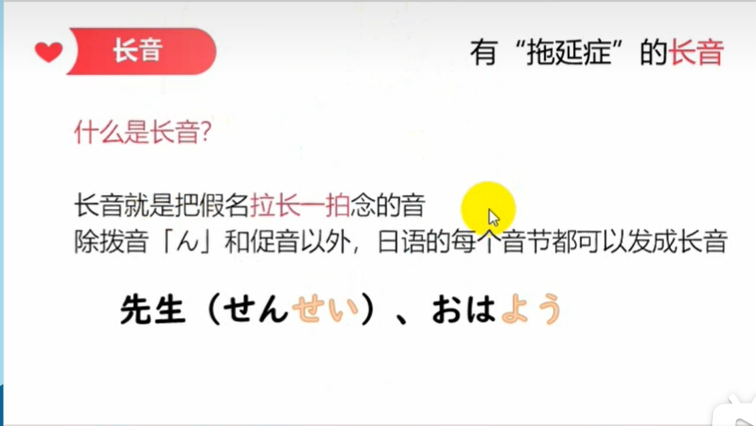 长音
有“拖延症”的长音
什么是长音?
长音就是把假名拉长一拍念的音
除拨音「ん」和促音以外，日语的每个音节都可以发成长音
先生（せんせい）、おはよう